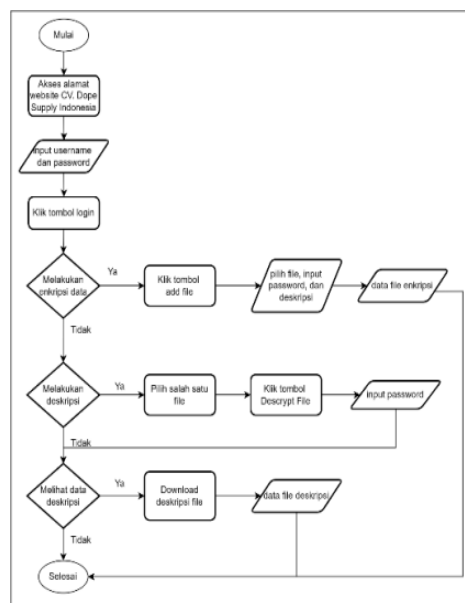 Mulai
Akses alamat
website CV. Dope
Supply Indonesia
input username
dan password
Klik tombol login
Melakukan
enkripsi data
Ya
Klik tombol
add file
pilih file, input
password, dan
deskripsi
data file enkripsi
Tidak
Melakukan
deskripsi
Ya
Pilih salah satu
file
Klik tombol
Descrypt File
input password
Tidak
Melihat data
deskripsi
Ya
Download
deskripsi file
data file deskripsi
Tidak
Selesai